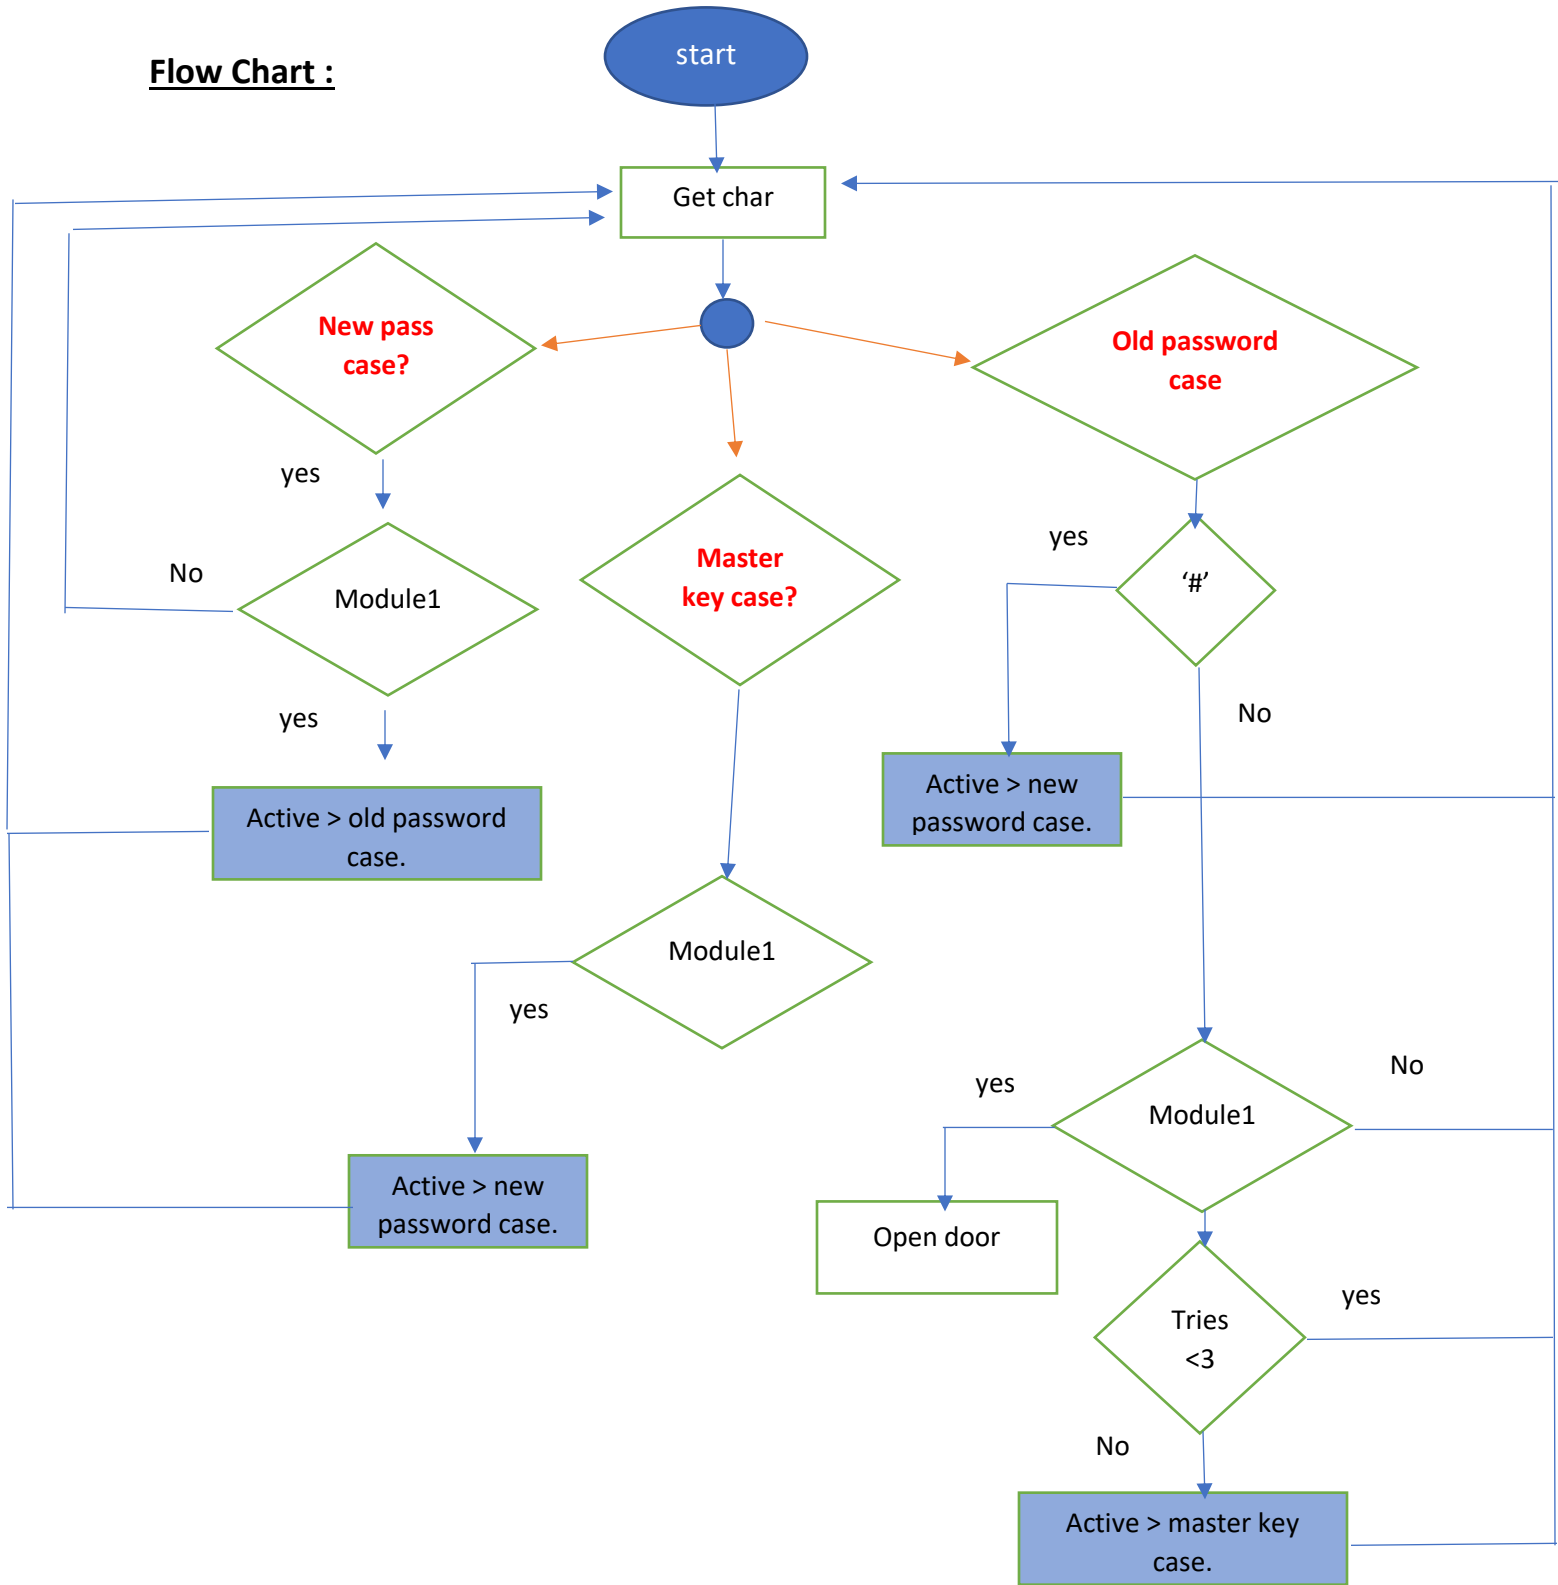 Flow Chart :
start
Get char
New pass
case?
Old password
case
yes
Master
key case?
yes
‘#’
No
Module1
yes
No
Active > new
password case.
Active > old password
case.
Module1
yes
No
yes
Module1
Active > new
password case.
Open door
Tries
<3
yes
No
Active > master key
case.